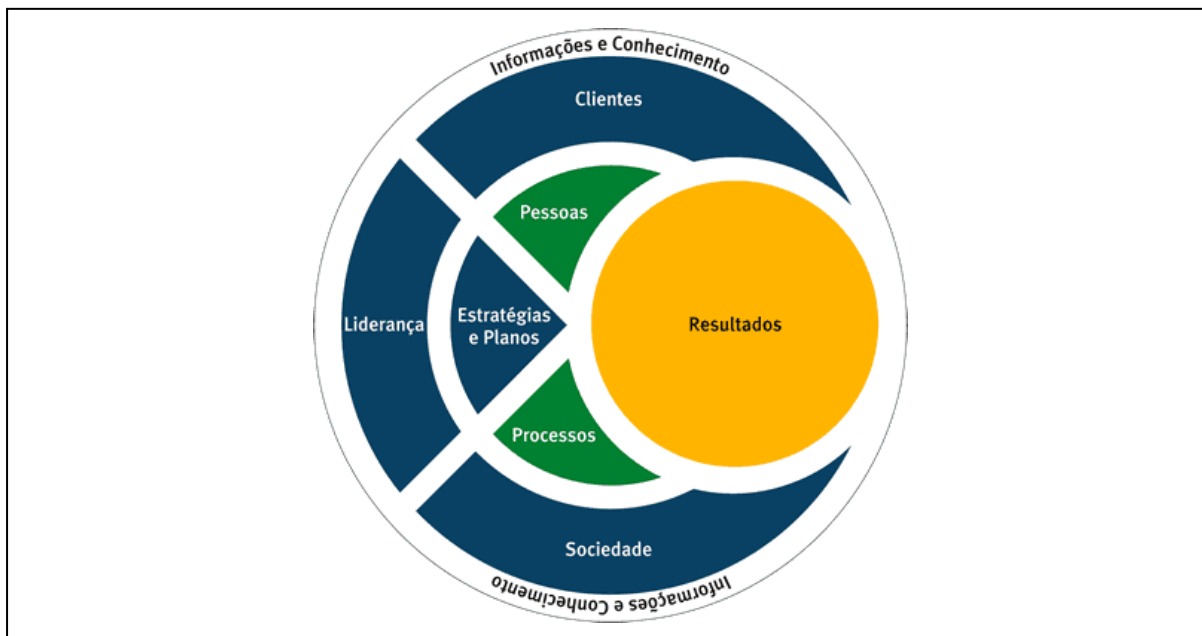 Informações e Conhecimento
Clientes
Pessoas
Liderança
Estratégias
e Planos
Resultados
Processos
Sociedade
Informações e Conhecimento